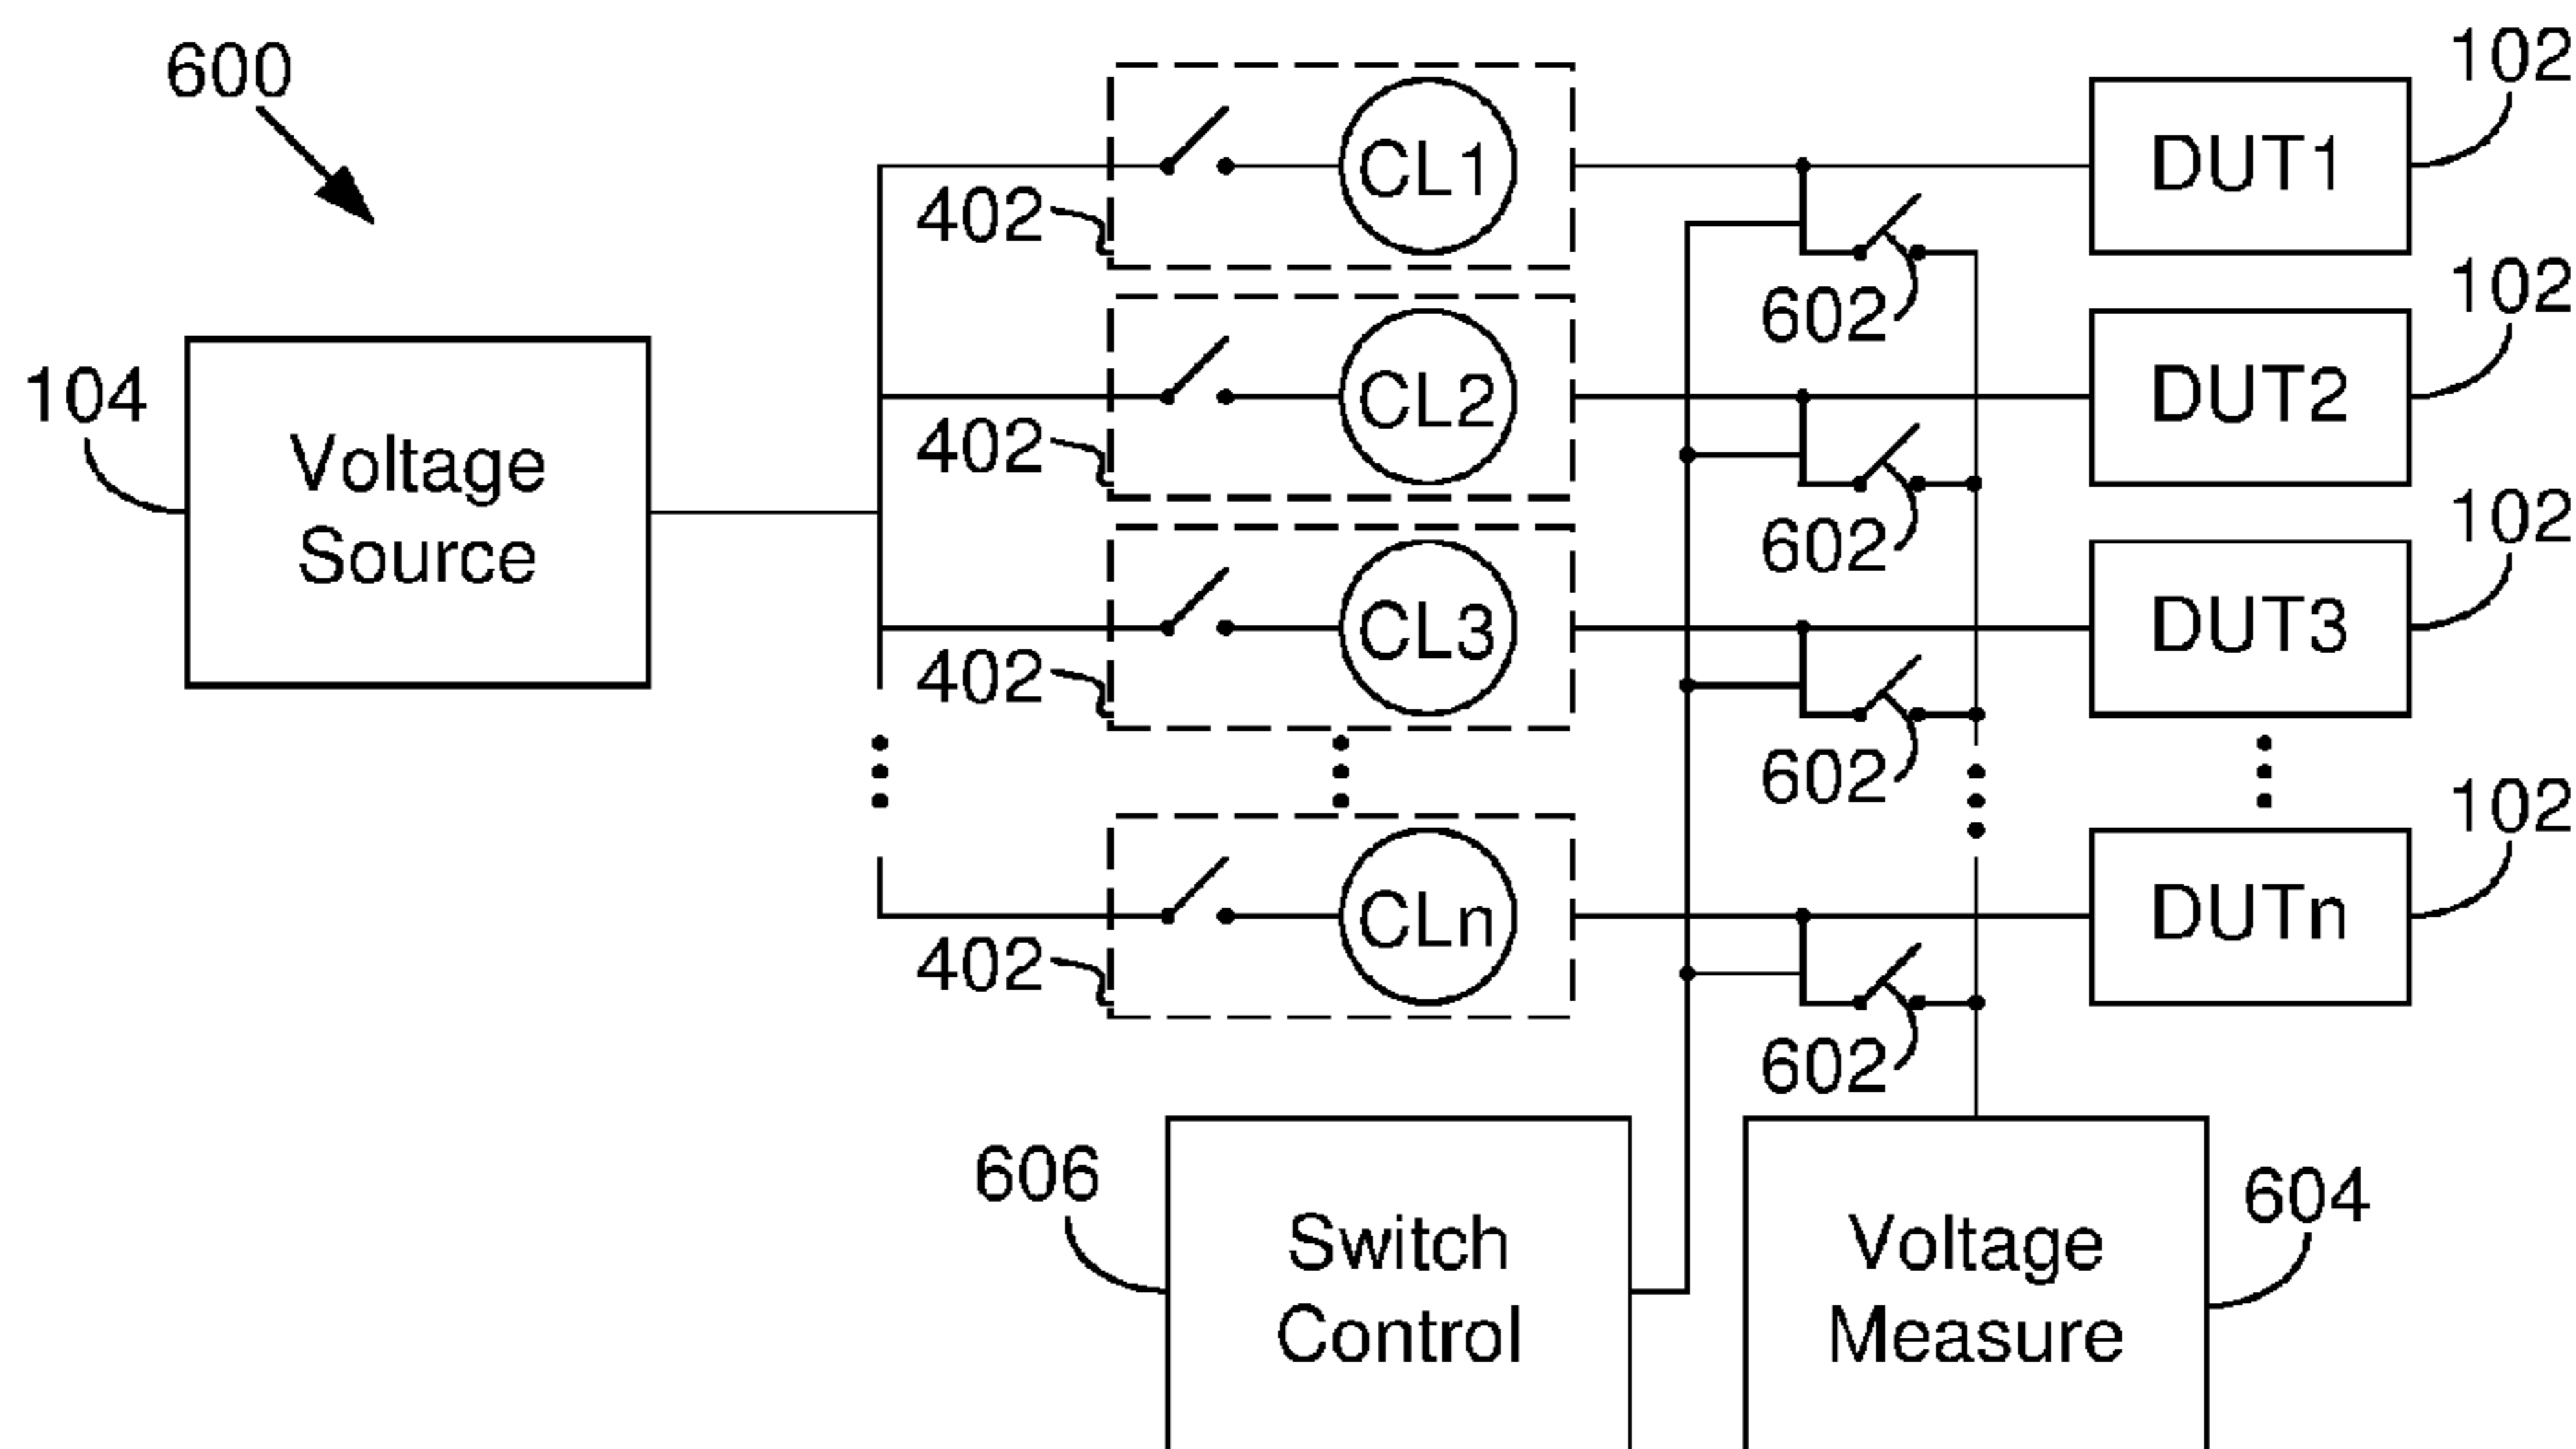 600
102
CL1
DUT1
402
602
102
104
Voltage
Source
CL2
DUT2
402
602
102
CL3
DUT3
402
602
102
CLn
DUTn
402
602
606
Switch
Control
Voltage
Measure
604